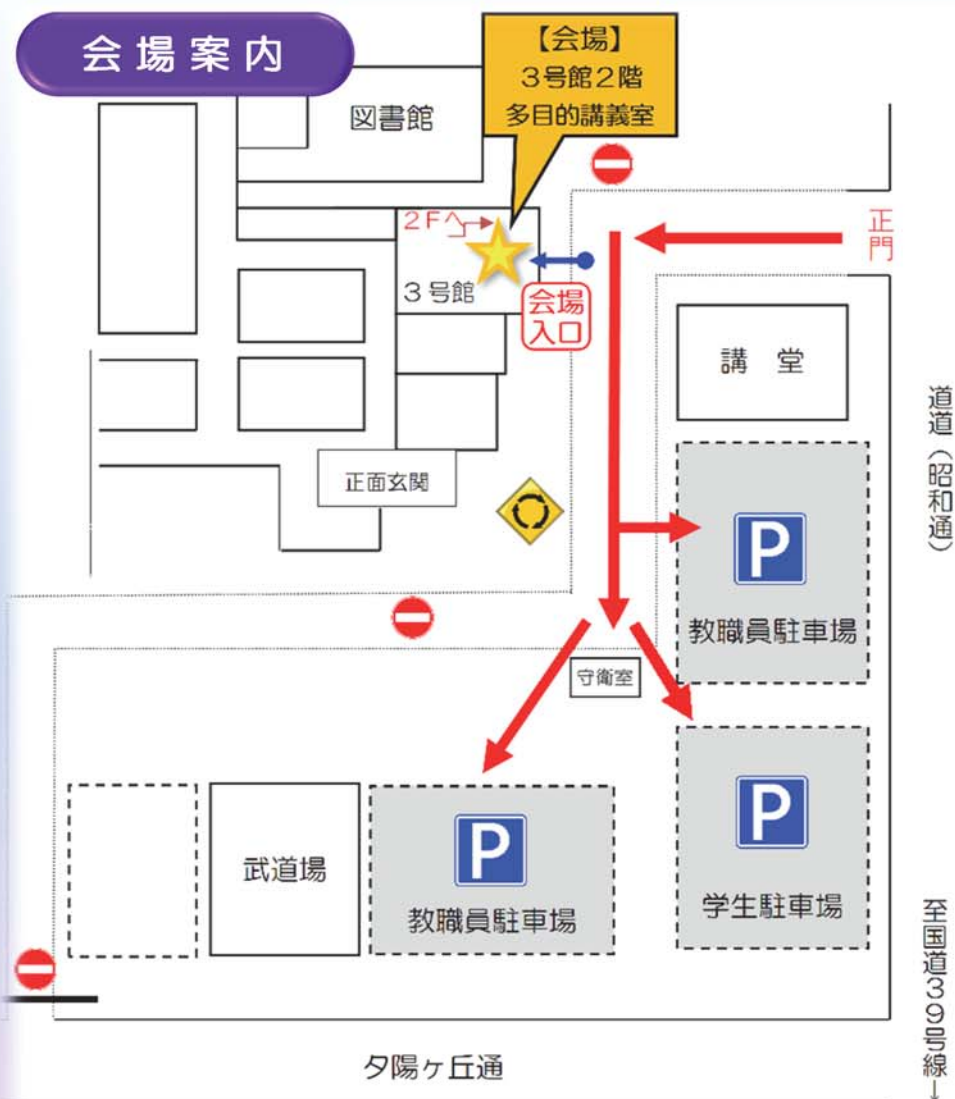 会場案内
【会場】
3号館2階
多目的講義室
図書館
2Fへ
3号館
会場
入口
正門
講堂
道道（昭和通）
正面玄関
P
教職員駐車場
守衛室
P
学生駐車場
武道場
P
教職員駐車場
至国道39号線→
夕陽ヶ丘通